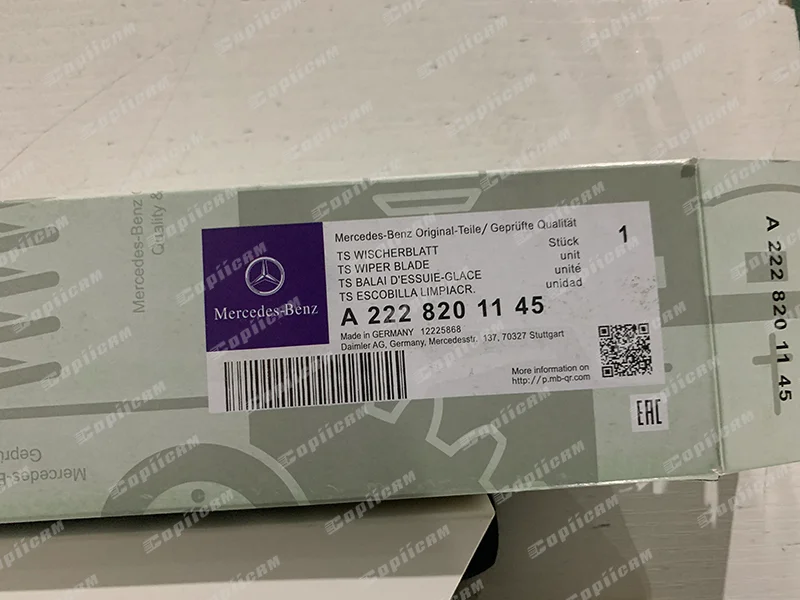 Mercedes-Benz
Quality &
Mercedes-Benz
Mercedes-Benz Original-Teile/ Geprüfte Qualität
TS WISCHERBLATT Stück 1
TS WIPER BLADE unit
TS BALAI D'ESSUIE-GLACE unité
TS ESCOBILLA LIMPIACR. unidad
A 222 820 11 45
Made in GERMANY 12225868
Daimler AG, Germany, Mercedesstr. 137, 70327 Stuttgart
More information on
http://p.mb-qr.com
EAC
A 222 820 11 45
Copiicam